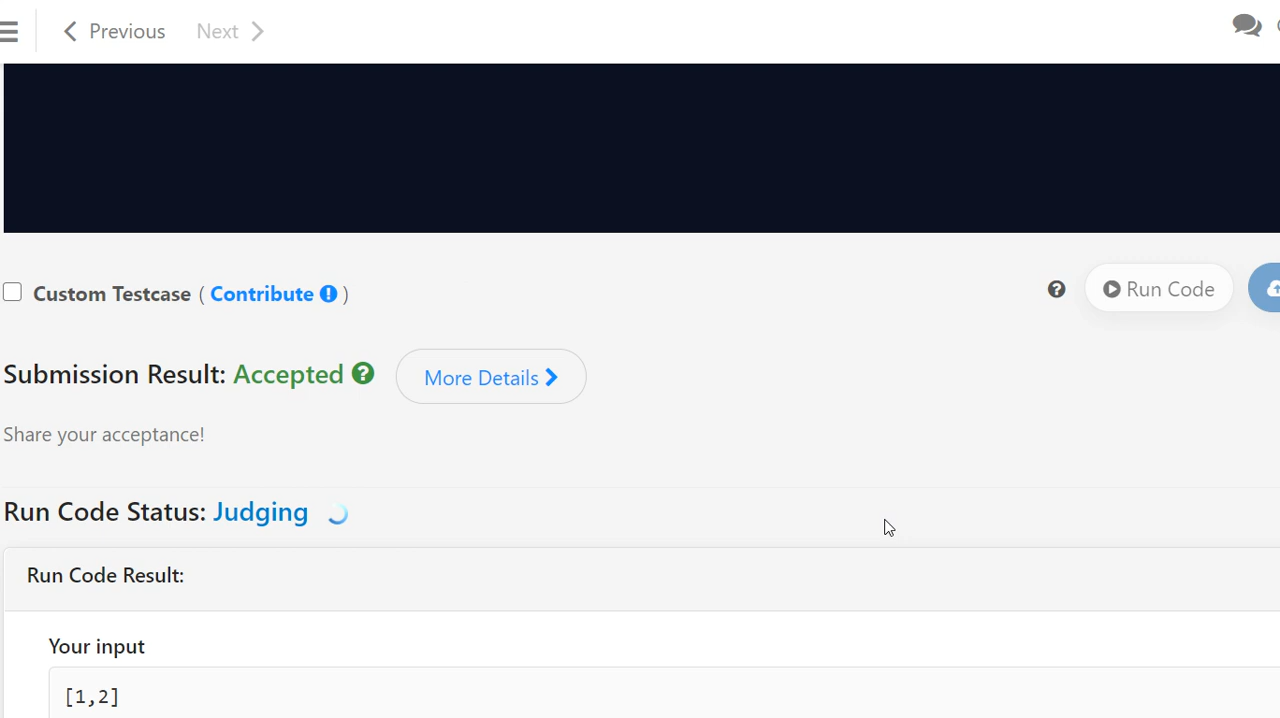 Previous Next
Custom Testcase ( Contribute )
Run Code
Submission Result: Accepted More Details
Share your acceptance!
Run Code Status: Judging
Run Code Result:
Your input
[1,2]